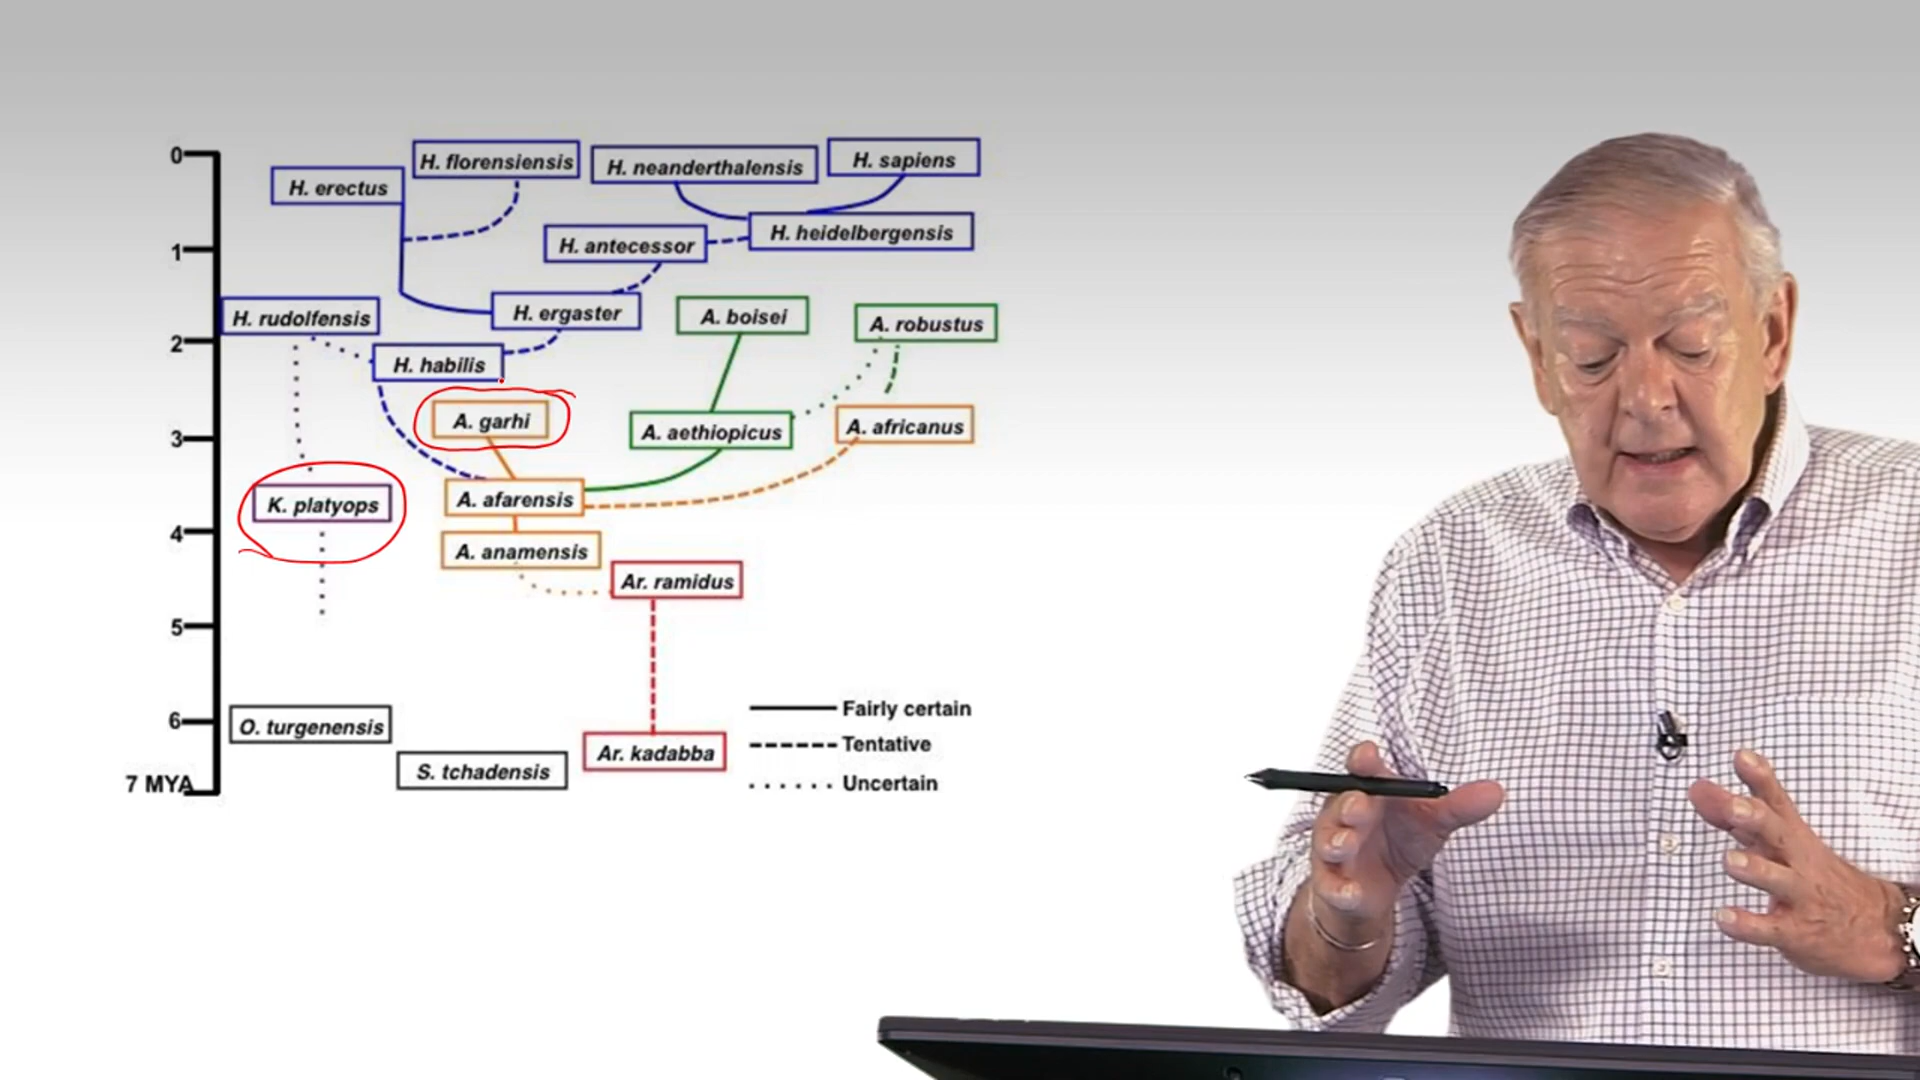 0
H. florensiensis
H. neanderthalensis
H. sapiens
H. erectus
H. antecessor
H. heidelbergensis
1
H. rudolfensis
H. ergaster
A. boisei
A. robustus
2
H. habilis
A. garhi
A. aethiopicus
A. africanus
3
K. platyops
A. afarensis
4
A. anamensis
Ar. ramidus
5
6
O. turgenensis
Fairly certain
Tentative
S. tchadensis
Ar. kadabba
7 MYA
Uncertain